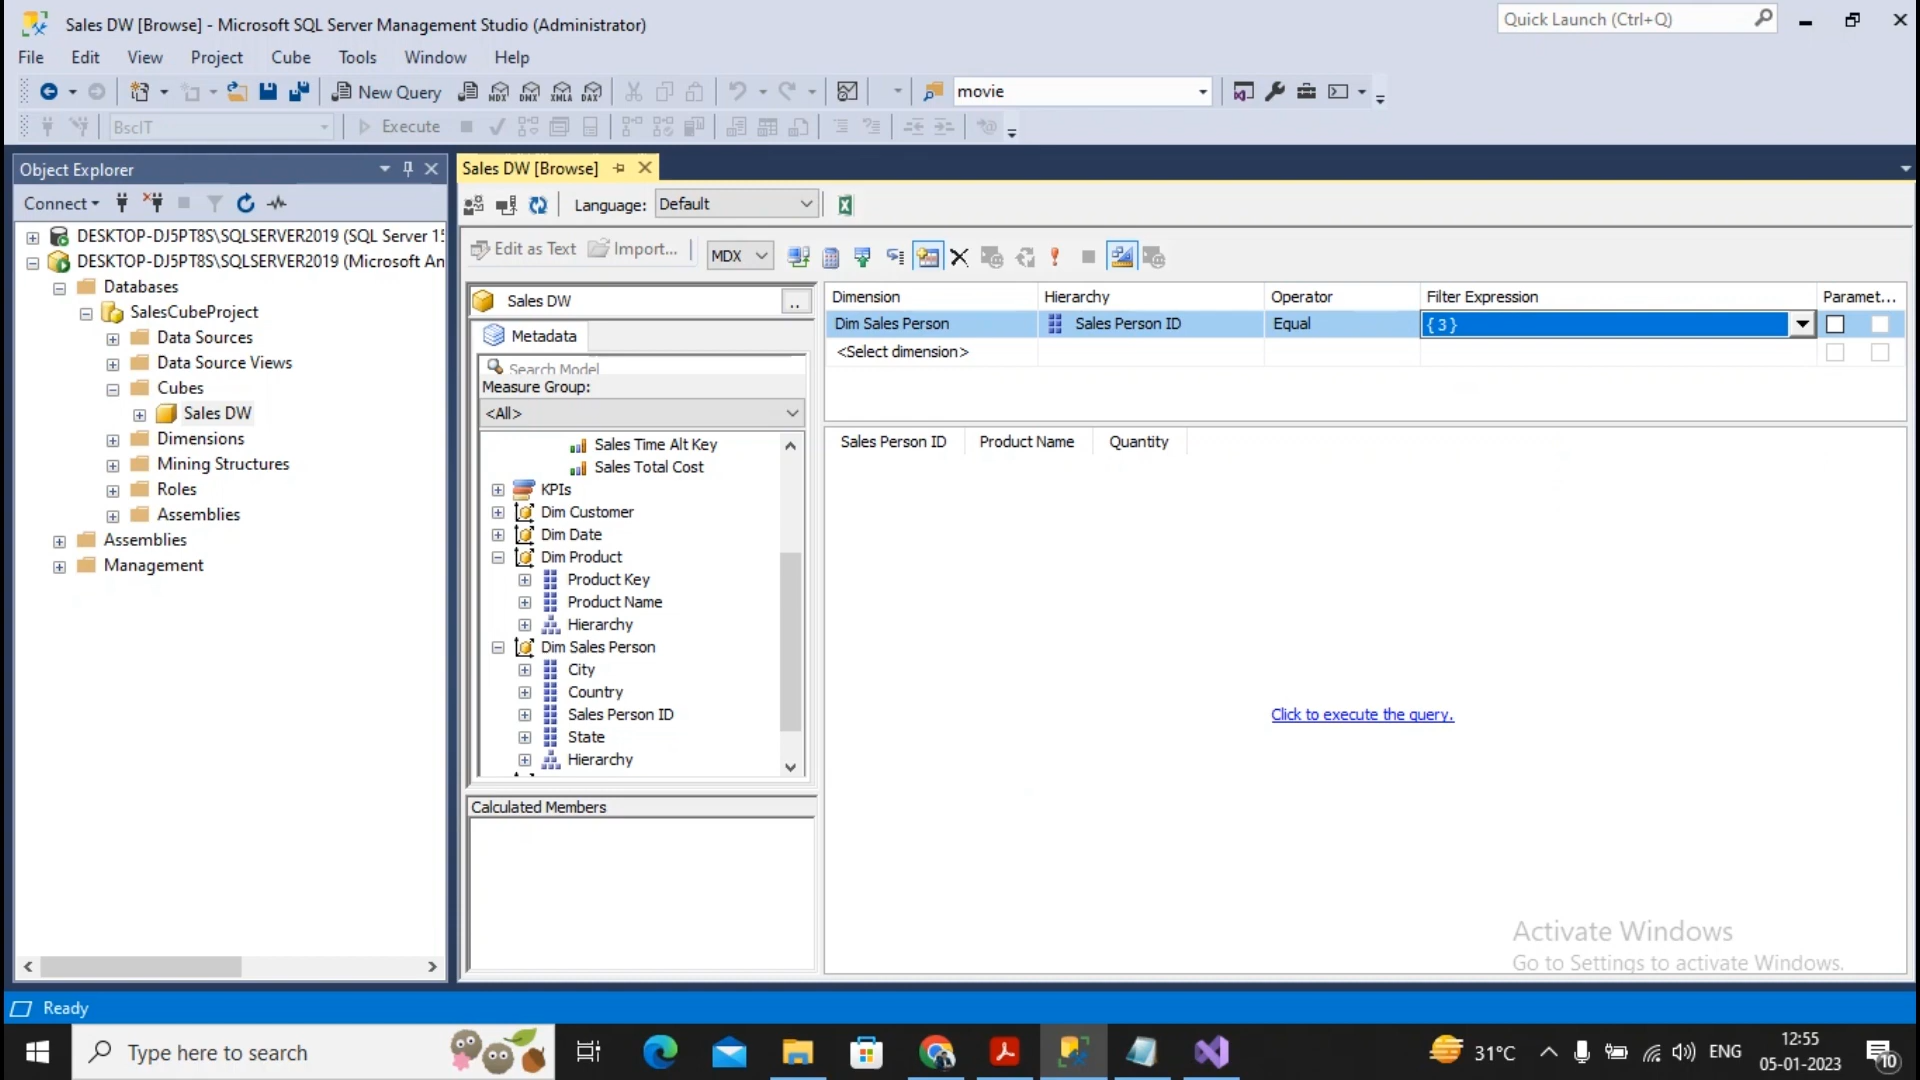 Sales DW [Browse] - Microsoft SQL Server Management Studio (Administrator)
Quick Launch (Ctrl+Q)
File Edit View Project Cube Tools Window Help
New Query
MDX DMX XMLA DAX
movie
BscIT
Execute
Object Explorer
Connect
DESKTOP-DJ5PT8S\SQLSERVER2019 (SQL Server 15
DESKTOP-DJ5PT8S\SQLSERVER2019 (Microsoft An
Databases
SalesCubeProject
Data Sources
Data Source Views
Cubes
Sales DW
Dimensions
Mining Structures
Roles
Assemblies
Assemblies
Management
Sales DW [Browse]
Language: Default
Edit as Text Import... MDX
Sales DW ..
Metadata
Search Model
Measure Group:
<All>
Sales Time Alt Key
Sales Total Cost
KPIs
Dim Customer
Dim Date
Dim Product
Product Key
Product Name
Hierarchy
Dim Sales Person
City
Country
Sales Person ID
State
Hierarchy
Calculated Members
Dimension Hierarchy Operator Filter Expression Paramet...
Dim Sales Person Sales Person ID Equal { 3 }
<Select dimension>
Sales Person ID Product Name Quantity
Click to execute the query.
Activate Windows
Go to Settings to activate Windows.
Ready
Type here to search
31°C
ENG
12:55
05-01-2023
10